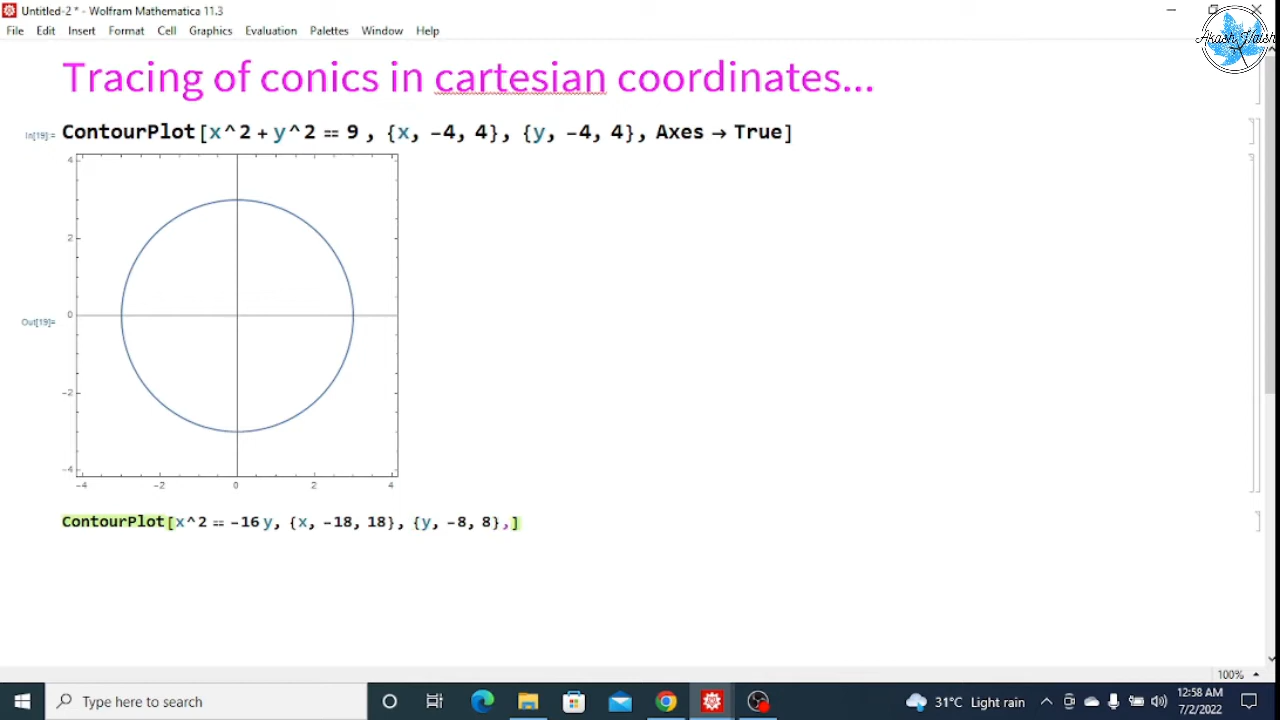 Untitled-2 * - Wolfram Mathematica 11.3
File Edit Insert Format Cell Graphics Evaluation Palettes Window Help
Tracing of conics in cartesian coordinates...
In[19]:= ContourPlot[x^2 + y^2 == 9 , {x, -4, 4}, {y, -4, 4}, Axes → True]
4
2
0
Out[19]=
-2
-4
-4 -2 0 2 4
ContourPlot[x^2 == -16 y, {x, -18, 18}, {y, -8, 8},]
100%
Type here to search
31°C Light rain
12:58 AM
7/2/2022